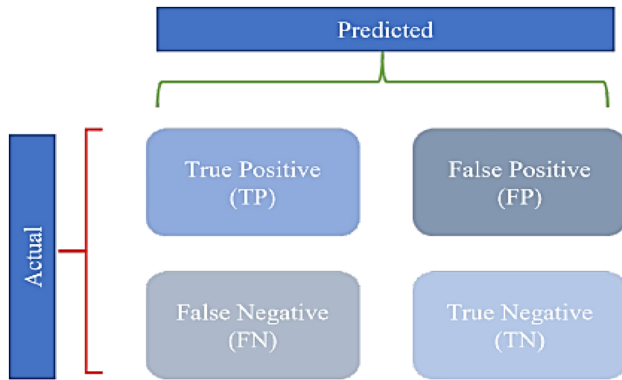 Predicted
Actual
True Positive
(TP)
False Positive
(FP)
False Negative
(FN)
True Negative
(TN)